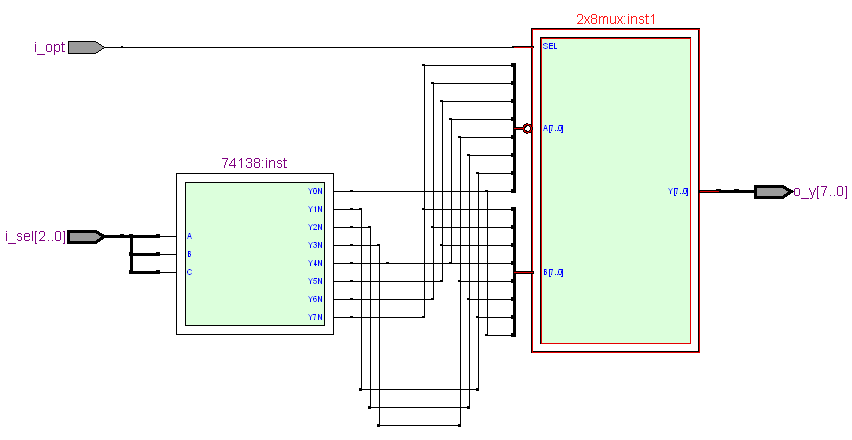 2x8mux:inst1
i_opt
SEL
A[7..0]
74138:inst
Y0N
Y1N
Y2N
Y3N
Y4N
Y5N
Y6N
Y7N
i_sel[2..0]
A
B
C
B[7..0]
Y[7..0]
o_y[7..0]